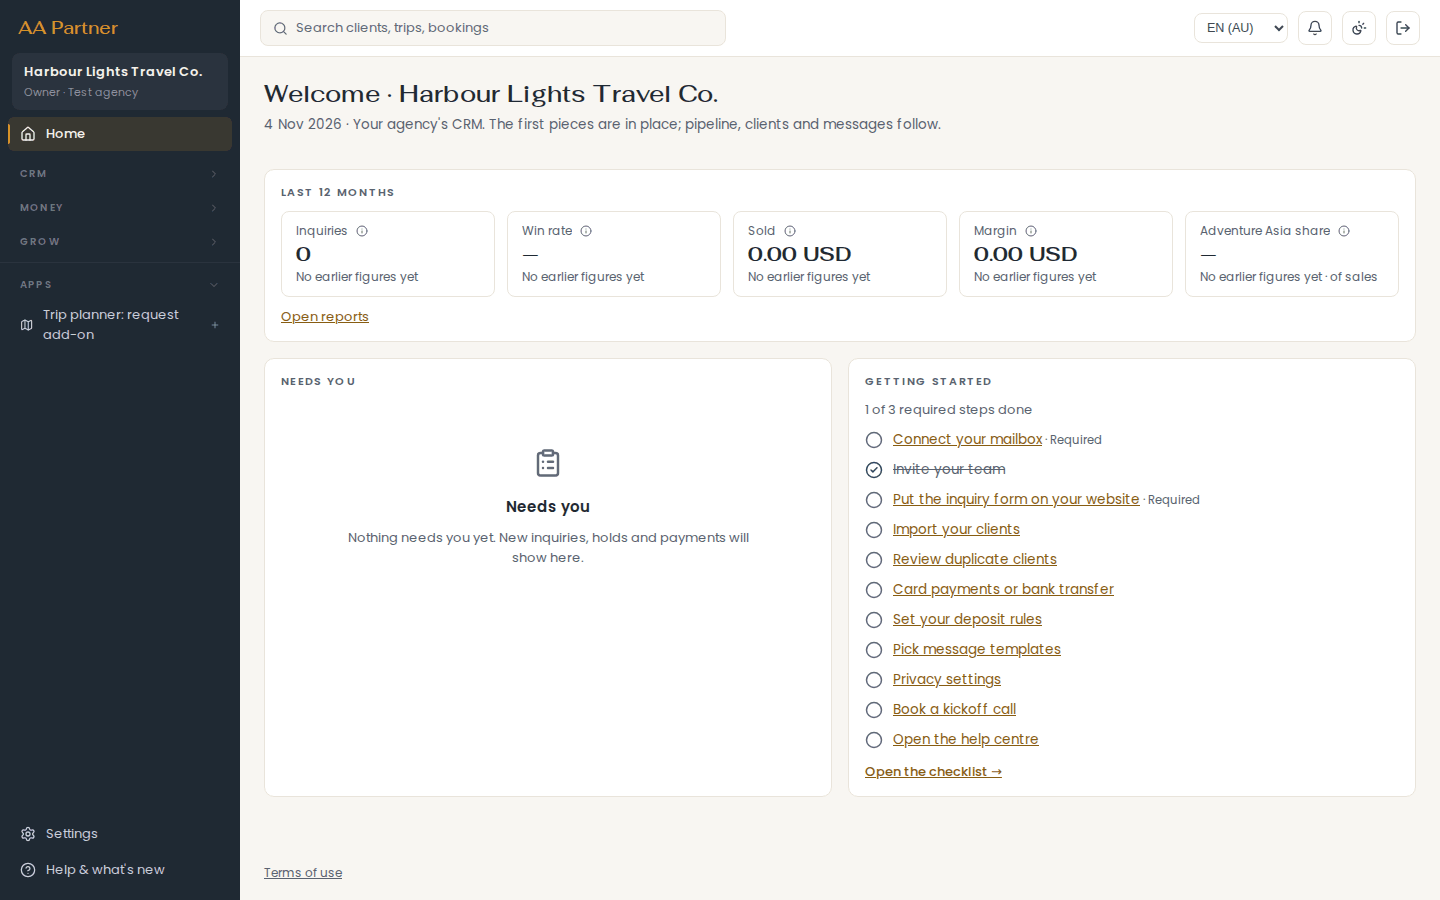 AA Partner
Harbour Lights Travel Co.
Owner · Test agency
Home
CRM
MONEY
GROW
APPS
Trip planner: request
add-on
Settings
Help & what's new
Search clients, trips, bookings
EN (AU)
Welcome · Harbour Lights Travel Co.
4 Nov 2026 · Your agency's CRM. The first pieces are in place; pipeline, clients and messages follow.
LAST 12 MONTHS
Inquiries
0
No earlier figures yet
Win rate
—
No earlier figures yet
Sold
0.00 USD
No earlier figures yet
Margin
0.00 USD
No earlier figures yet
Adventure Asia share
—
No earlier figures yet · of sales
Open reports
NEEDS YOU
Needs you
Nothing needs you yet. New inquiries, holds and payments will
show here.
GETTING STARTED
1 of 3 required steps done
Connect your mailbox · Required
Invite your team
Put the inquiry form on your website · Required
Import your clients
Review duplicate clients
Card payments or bank transfer
Set your deposit rules
Pick message templates
Privacy settings
Book a kickoff call
Open the help centre
Open the checklist →
Terms of use